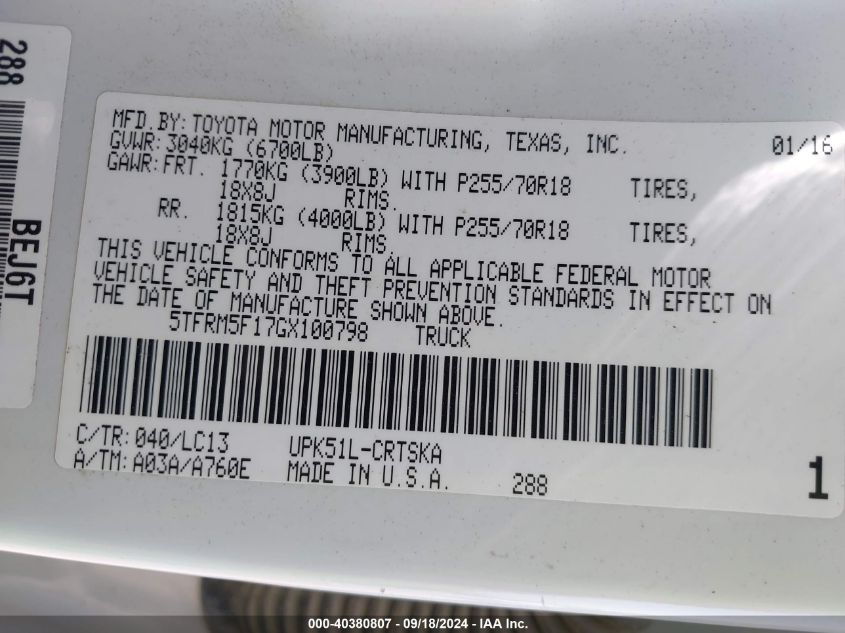 288
BEJ6T
MFD.BY: TOYOTA MOTOR MANUFACTURING, TEXAS, INC. 01/16
GVWR: 3040KG (6700LB)
GAWR: FRT. 1770KG (3900LB) WITH P255/70R18 TIRES,
18X8J RIMS.
RR. 1815KG (4000LB) WITH P255/70R18 TIRES,
18X8J RIMS.
THIS VEHICLE CONFORMS TO ALL APPLICABLE FEDERAL MOTOR
VEHICLE SAFETY AND THEFT PREVENTION STANDARDS IN EFFECT ON
THE DATE OF MANUFACTURE SHOWN ABOVE.
5TFRM5F17GX100798 TRUCK
C/TR: 040/LC13 UPK51L-CRTSKA
A/TM: A03A/A760E MADE IN U.S.A. 288 1
000-40380807 - 09/18/2024 - IAA Inc.